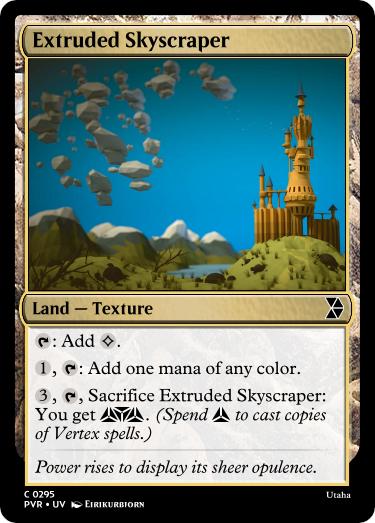 Extruded Skyscraper
Land — Texture
: Add .
1, : Add one mana of any color.
3, , Sacrifice Extruded Skyscraper:
You get . (Spend to cast copies
of Vertex spells.)
Power rises to display its sheer opulence.
C 0295
Utaha
PVR • UV Eirikurbjorn